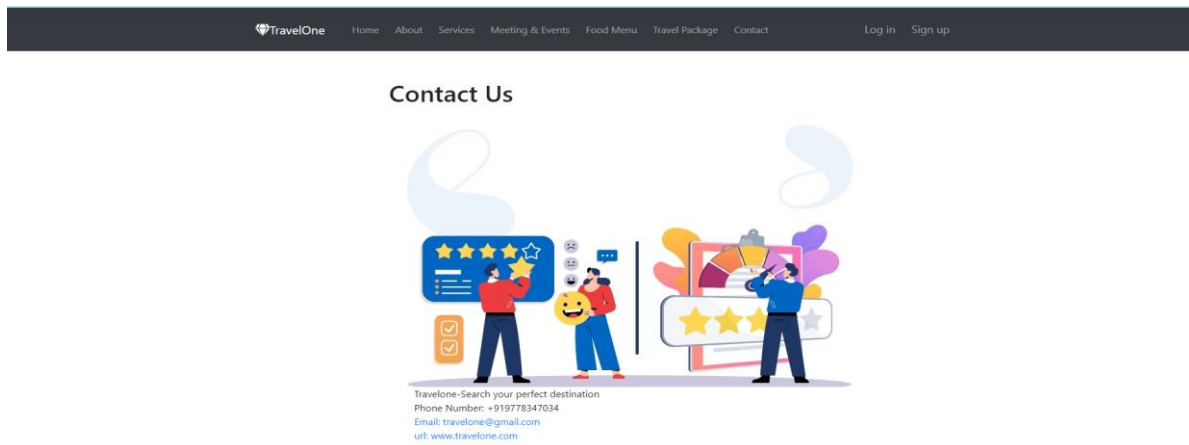 TravelOne Home About Services Meeting & Events Food Menu Travel Package Contact Log in Sign up
Contact Us
Travelone-Search your perfect destination
Phone Number: +919778347034
Email: travelone@gmail.com
url: www.travelone.com